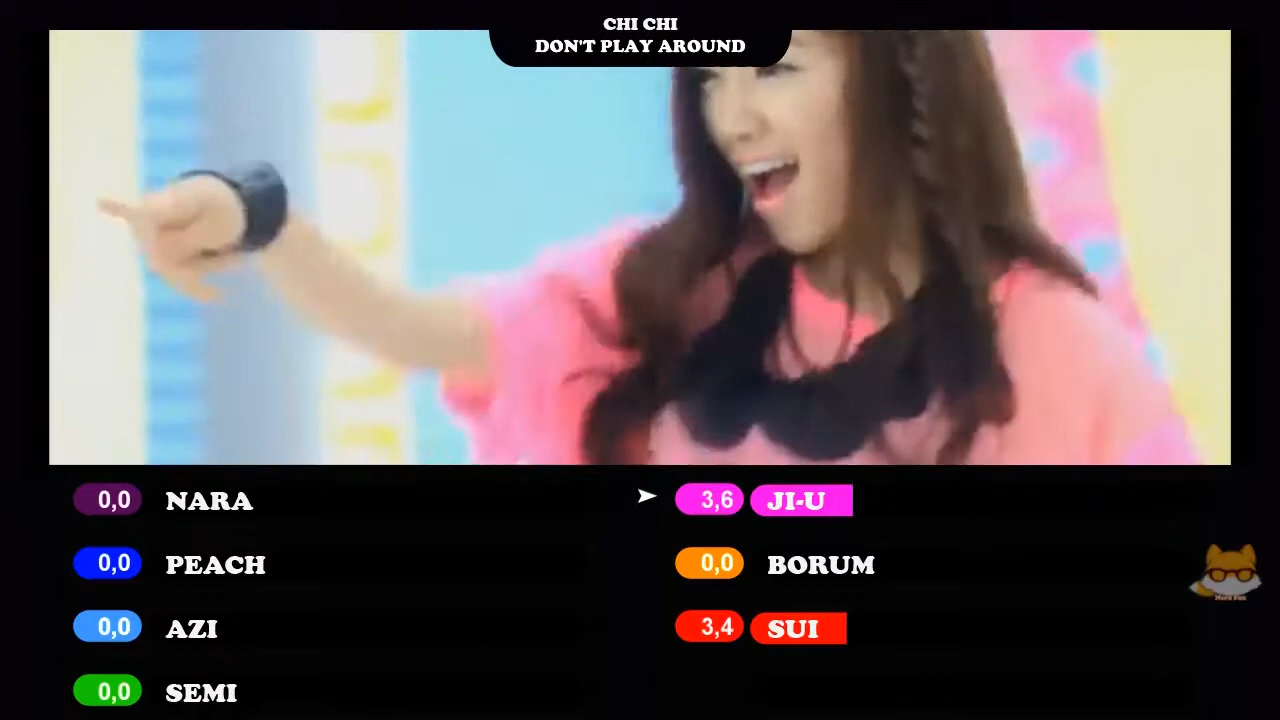 CHI CHI
DON'T PLAY AROUND
0,0 NARA
0,0 PEACH
0,0 AZI
0,0 SEMI
3,6 JI-U
0,0 BORUM
3,4 SUI